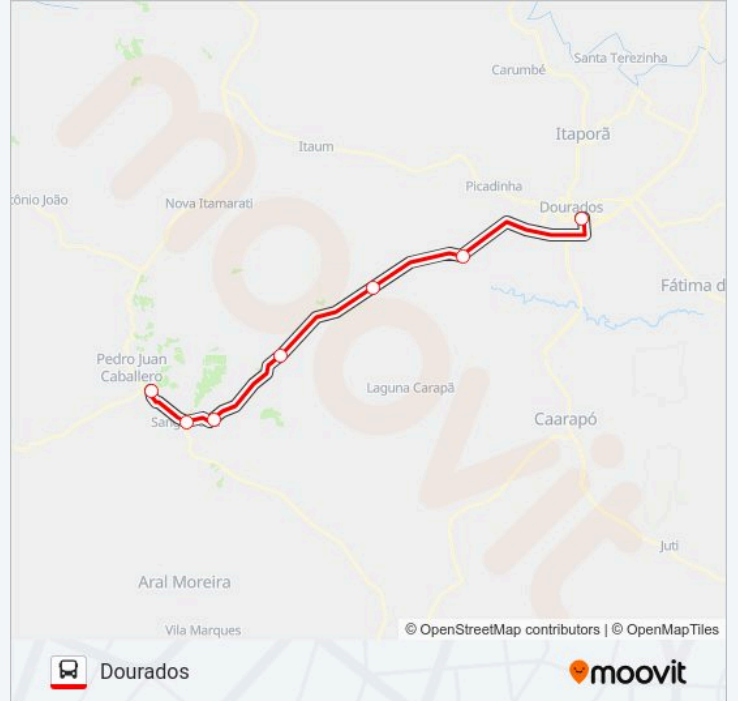 Santa Terezinha
Carumbé
Itaporã
Itaum
Picadinha
ônio João
Nova Itamarati
Dourados
Fátima d
Pedro Juan
Caballero
Laguna Carapã
Sang
Caarapó
Juti
Aral Moreira
Vila Marques
© OpenStreetMap contributors | © OpenMapTiles
Dourados
moovit
moovit